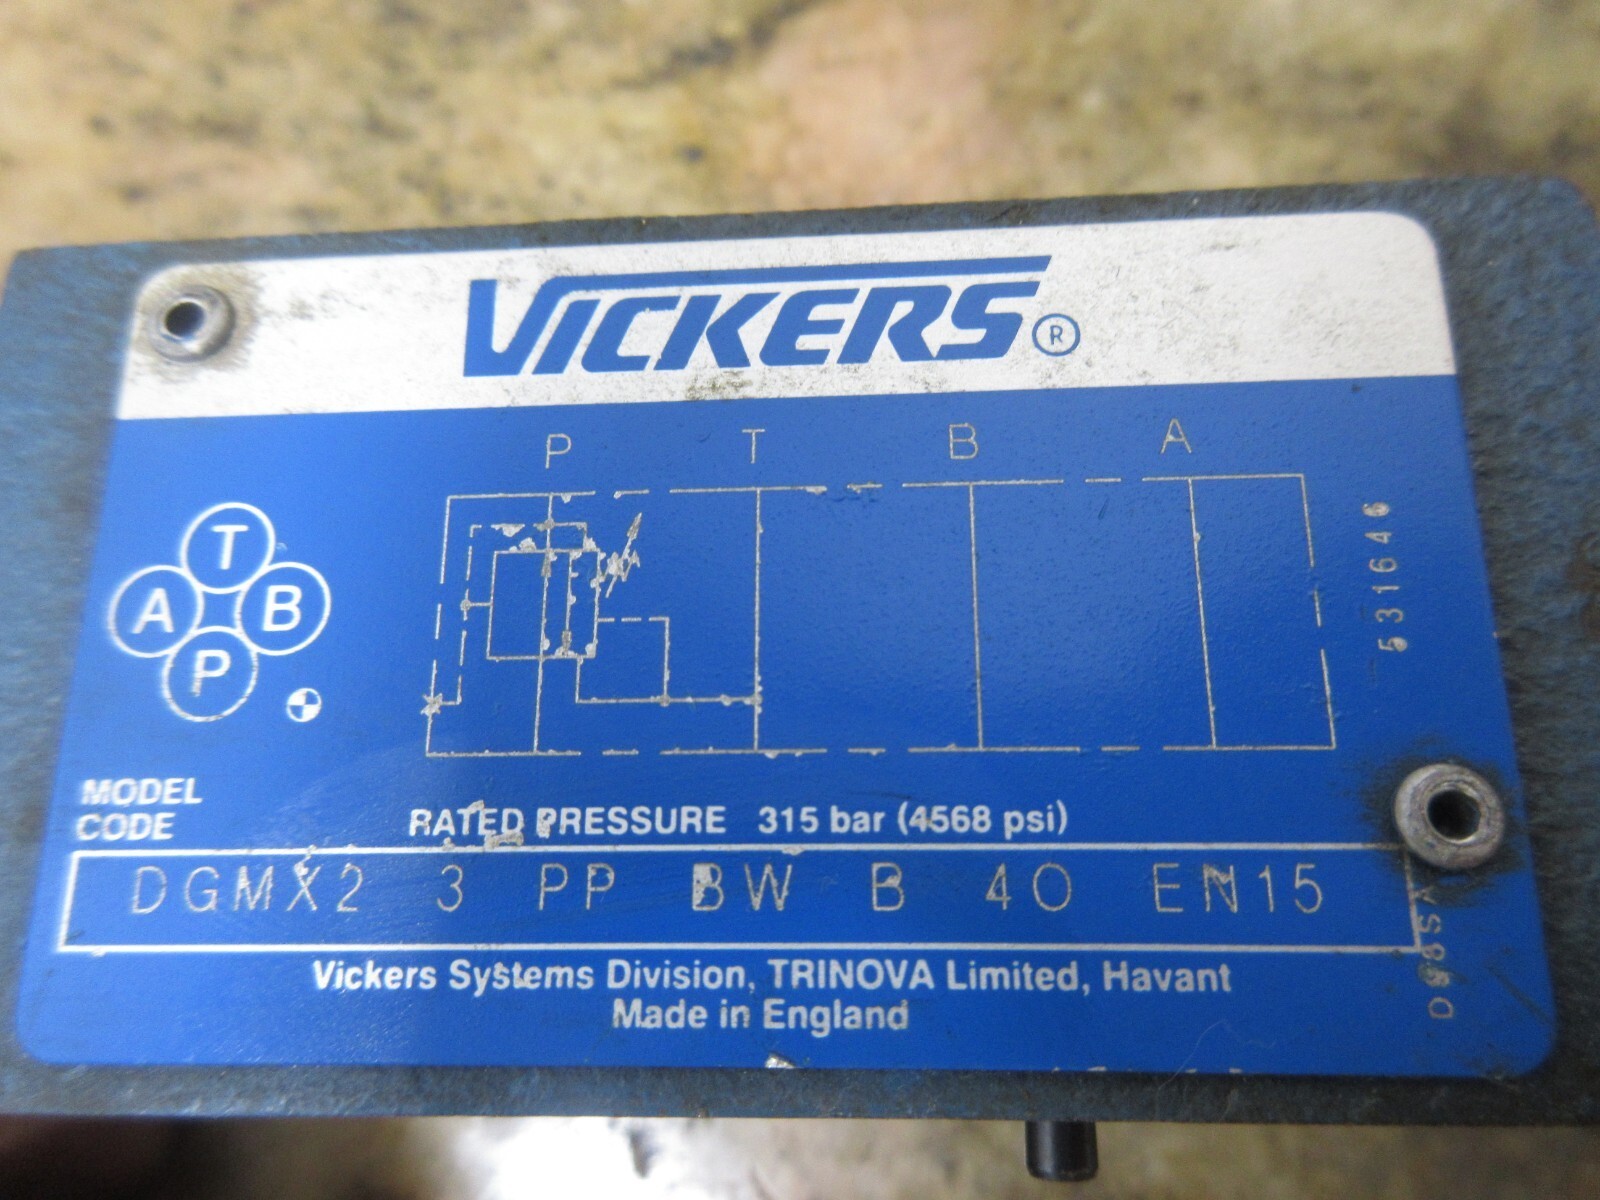 VICKERS®
P T B A
T
A B
P
531646
MODEL
CODE
RATED PRESSURE 315 bar (4568 psi)
DGMX2 3 PP BW B 40 EN15
Vickers Systems Division, TRINOVA Limited, Havant
Made in England